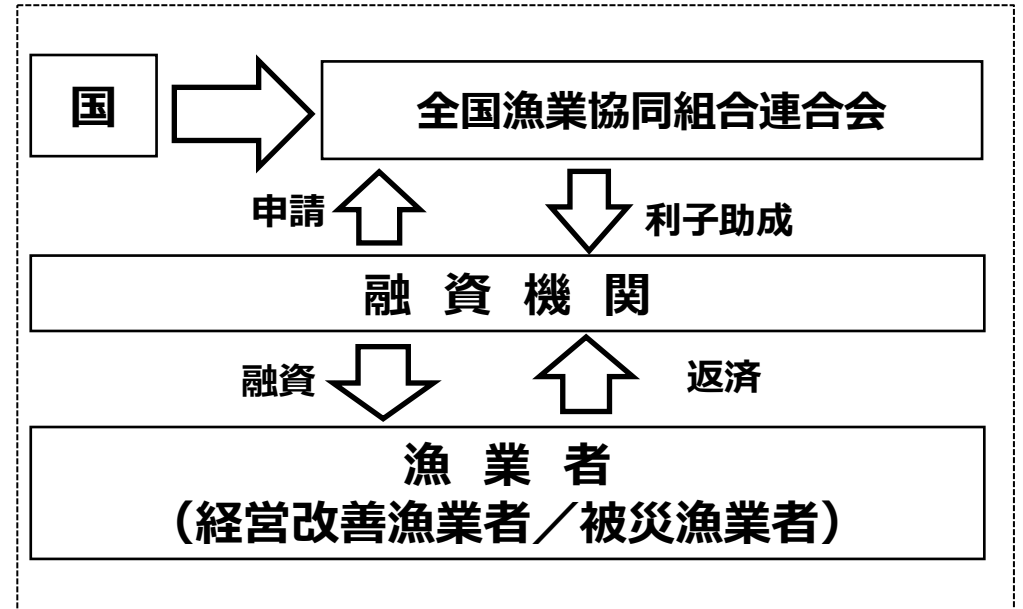 国
全国漁業協同組合連合会
申請
利子助成
融資機関
融資
返済
漁業者
（経営改善漁業者／被災漁業者）